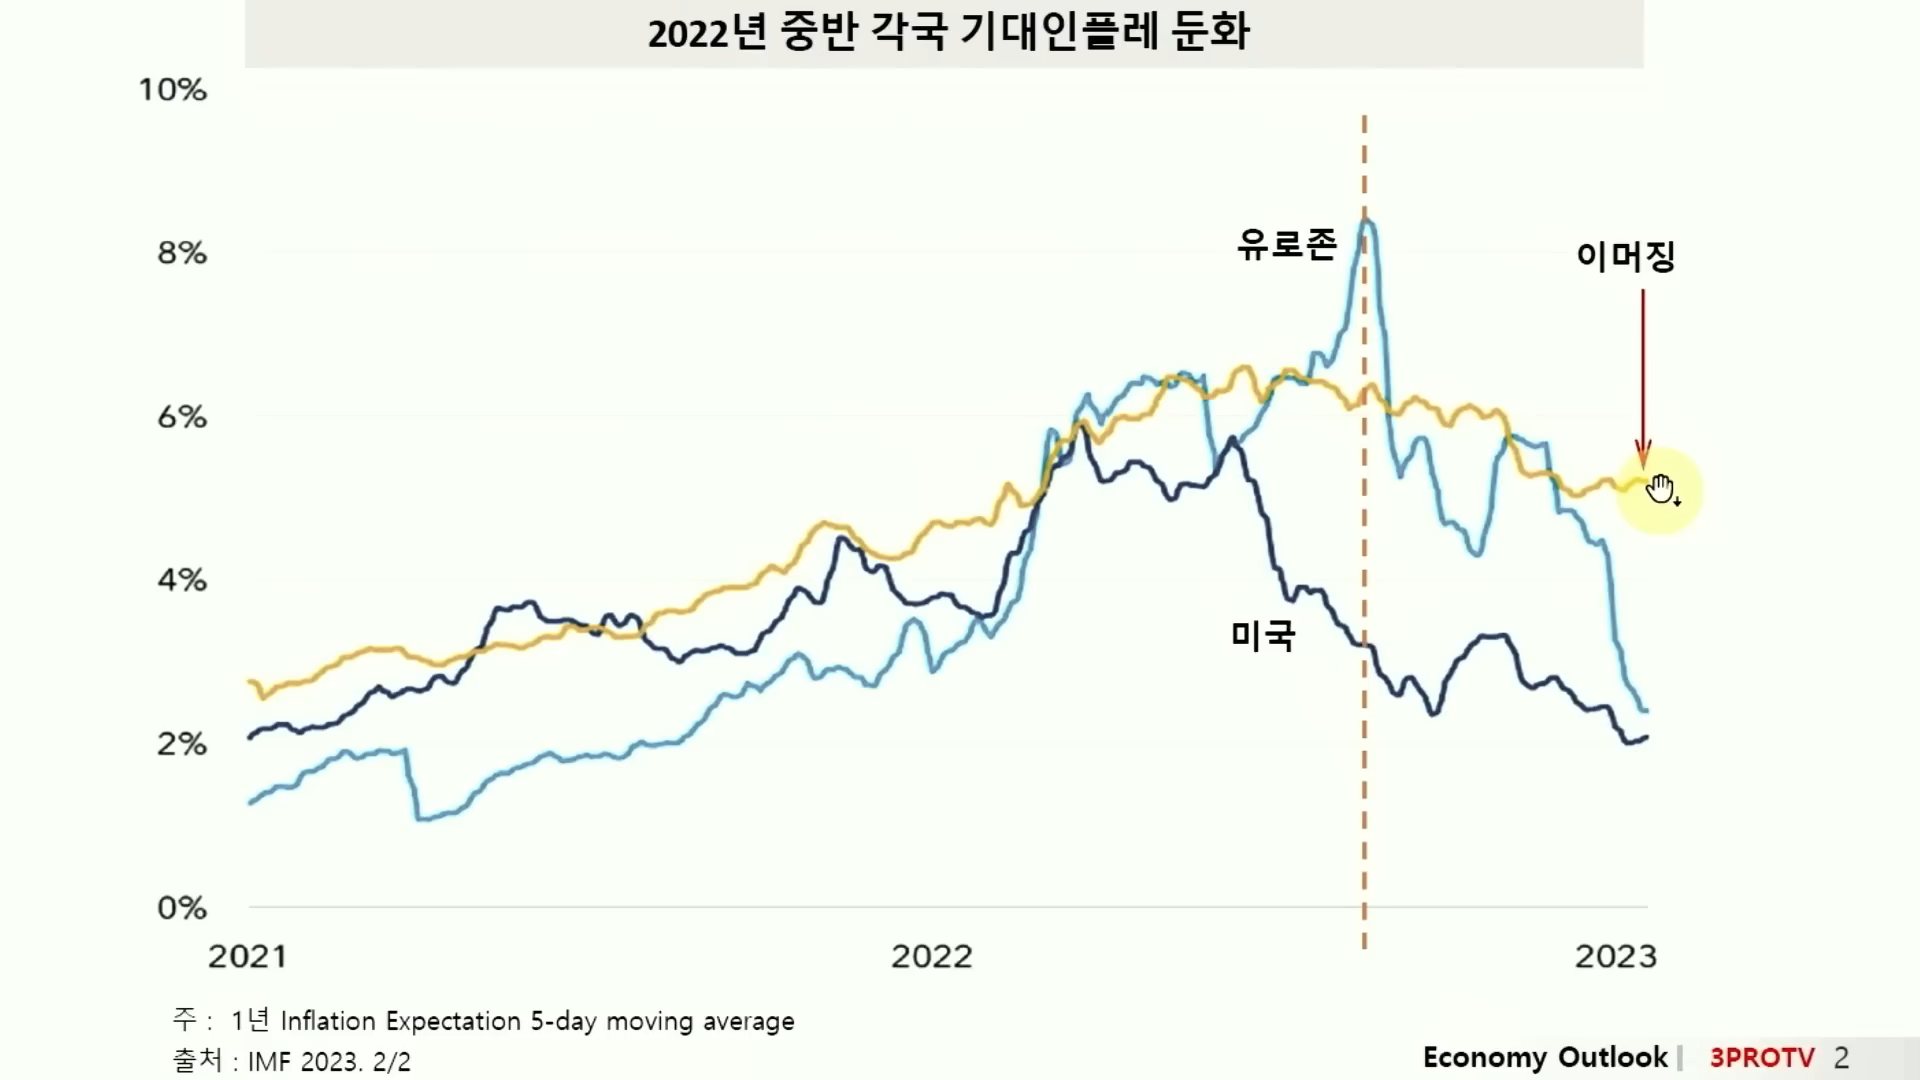 2022년 중반 각국 기대인플레 둔화
10%
8%
6%
4%
2%
0%
유로존
이머징
미국
2021
2022
2023
주 : 1년 Inflation Expectation 5-day moving average
출처 : IMF 2023. 2/2
Economy Outlook | 3PROTV 2